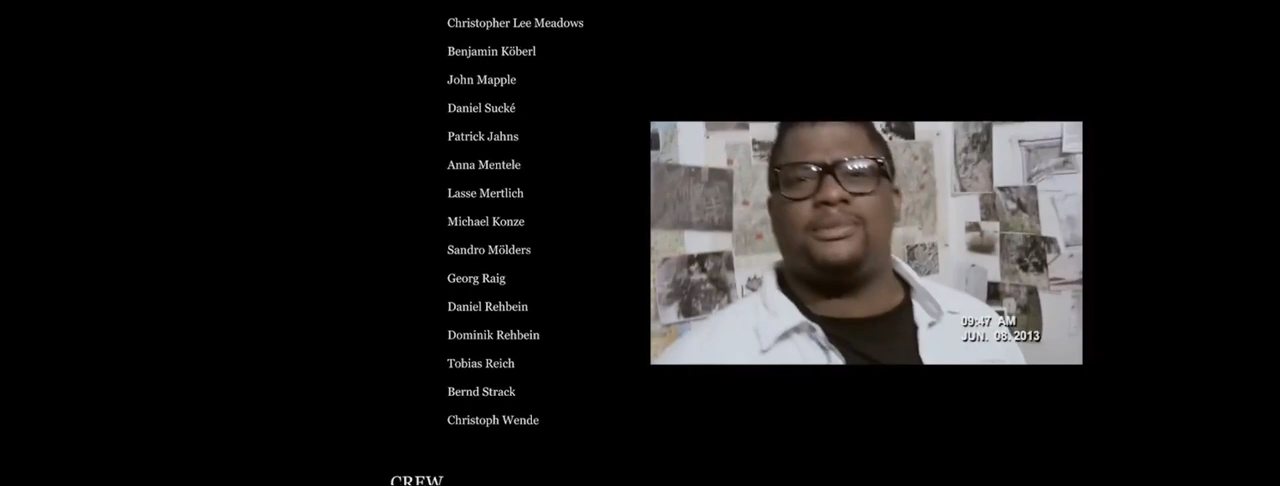 Christopher Lee Meadows
Benjamin Köberl
John Mapple
Daniel Sucké
Patrick Jahns
Anna Mentele
Lasse Mertlich
Michael Konze
Sandro Mölders
Georg Raig
Daniel Rehbein
Dominik Rehbein
Tobias Reich
Bernd Strack
Christoph Wende
CREW
09:47 AM
JUN. 08. 2013